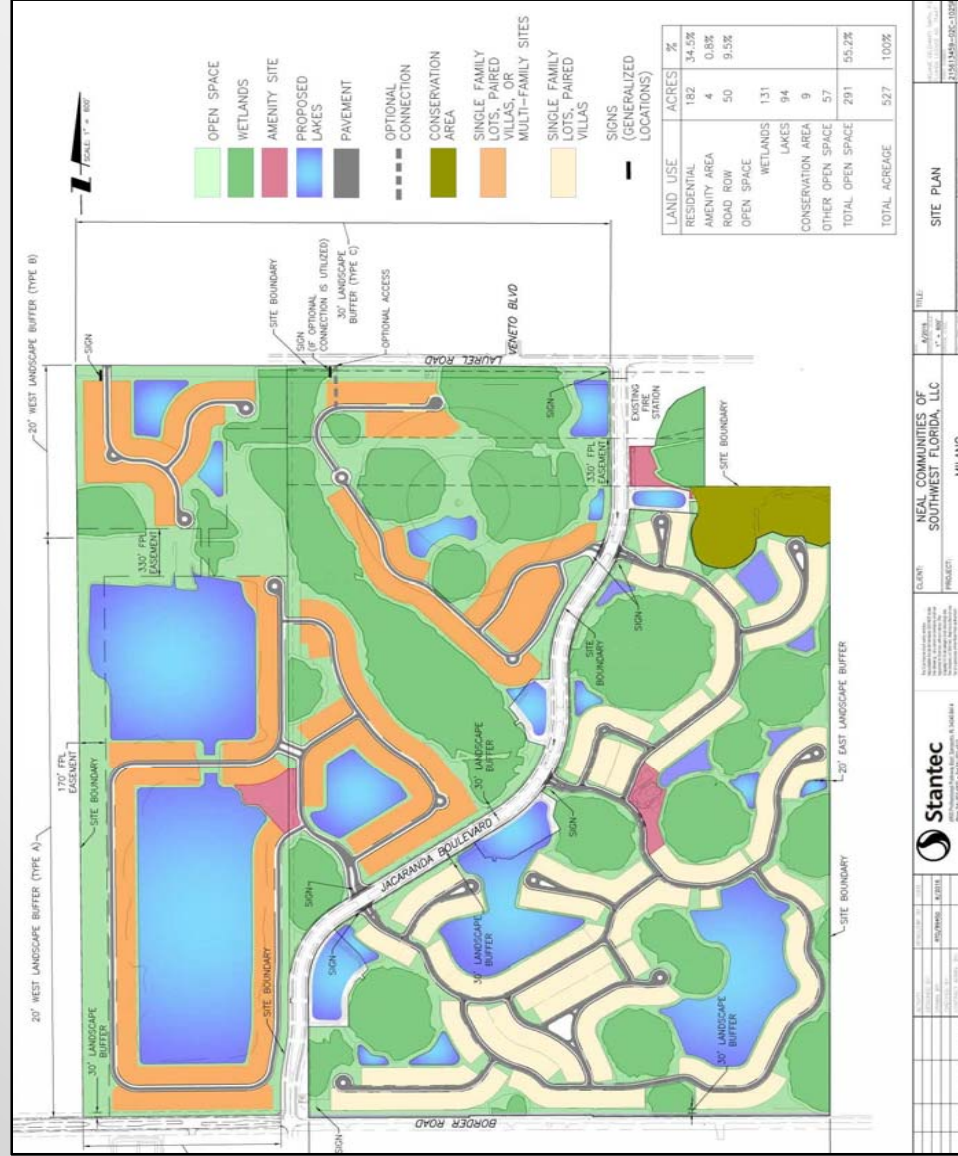 SCALE: 1" = 600'
OPEN SPACE
WETLANDS
AMENITY SITE
PROPOSED
LAKES
PAVEMENT
OPTIONAL
CONNECTION
CONSERVATION
AREA
SINGLE FAMILY
LOTS, PAIRED
VILLAS, OR
MULTI-FAMILY SITES
SINGLE FAMILY
LOTS, PAIRED
VILLAS
SIGNS
(GENERALIZED
LOCATIONS)
LAND USE ACRES %
RESIDENTIAL 182 34.5%
AMENITY AREA 4 0.8%
ROAD ROW 50 9.5%
OPEN SPACE
WETLANDS 131
LAKES 94
CONSERVATION AREA 9
OTHER OPEN SPACE 57
TOTAL OPEN SPACE 291 55.2%
TOTAL ACREAGE 527 100%
20' WEST LANDSCAPE BUFFER (TYPE B)
SIGN
SITE BOUNDARY
SIGN
(IF OPTIONAL
CONNECTION IS UTILIZED)
30' LANDSCAPE
BUFFER (TYPE C)
OPTIONAL ACCESS
LAUREL ROAD
VENETO BLVD
SIGN
EXISTING
FIRE
STATION
SITE BOUNDARY
330' FPL
EASEMENT
330' FPL
EASEMENT
170' FPL
EASEMENT
SITE BOUNDARY
20' WEST LANDSCAPE BUFFER (TYPE A)
30' LANDSCAPE
BUFFER
SITE BOUNDARY
SIGN
SIGN
JACARANDA BOULEVARD
30' LANDSCAPE
BUFFER
30' LANDSCAPE
BUFFER
SITE
BOUNDARY
SIGN
SIGN
20' EAST LANDSCAPE BUFFER
SITE BOUNDARY
30' LANDSCAPE
BUFFER
BORDER ROAD
SIGN
Stantec
CLIENT:
NEAL COMMUNITIES OF
SOUTHWEST FLORIDA, LLC
PROJECT:
MILANO
TITLE:
SITE PLAN